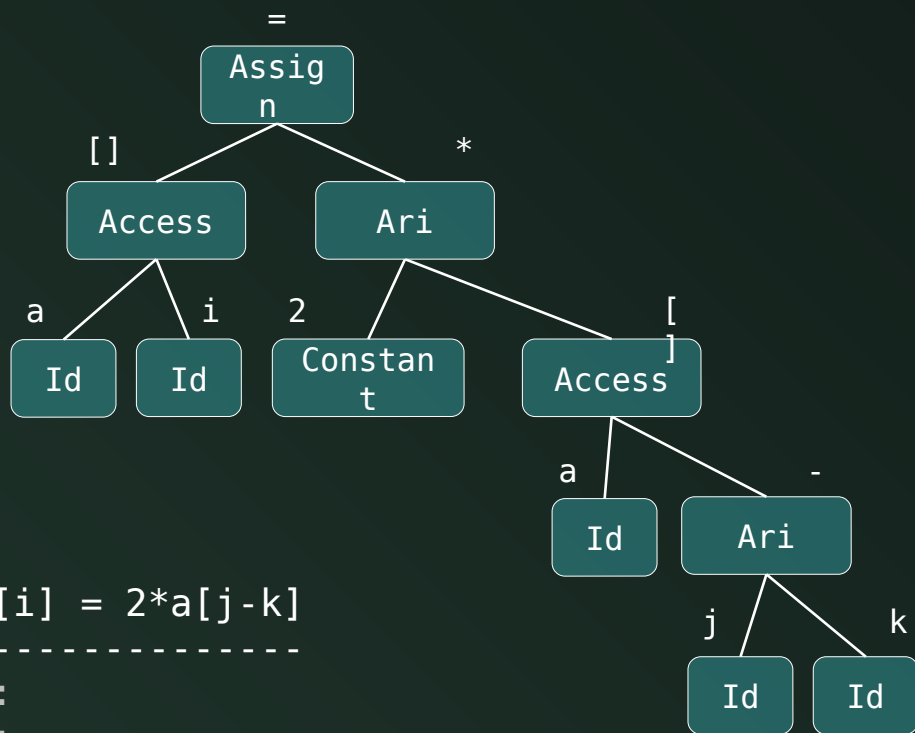 =
Assig
n
[] *
Access Ari
a i 2 [
]
Id Id Constan
t Access
a -
Id Ari
[i] = 2*a[j-k]
j k
--------------
:
Id Id